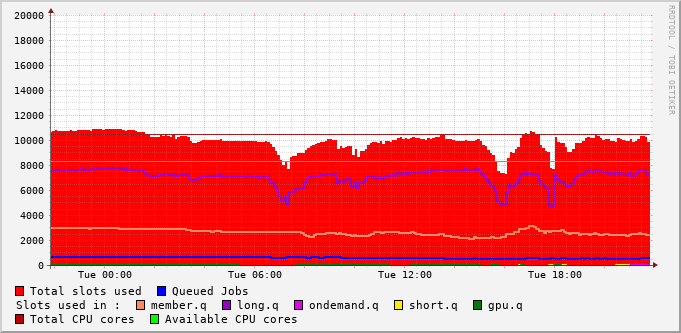 20000
18000
16000
14000
12000
10000
8000
6000
4000
2000
0
Tue 00:00 Tue 06:00 Tue 12:00 Tue 18:00
Total slots used Queued Jobs
Slots used in : member.q long.q ondemand.q short.q gpu.q
Total CPU cores Available CPU cores
RRDTOOL / TOBI OETIKER